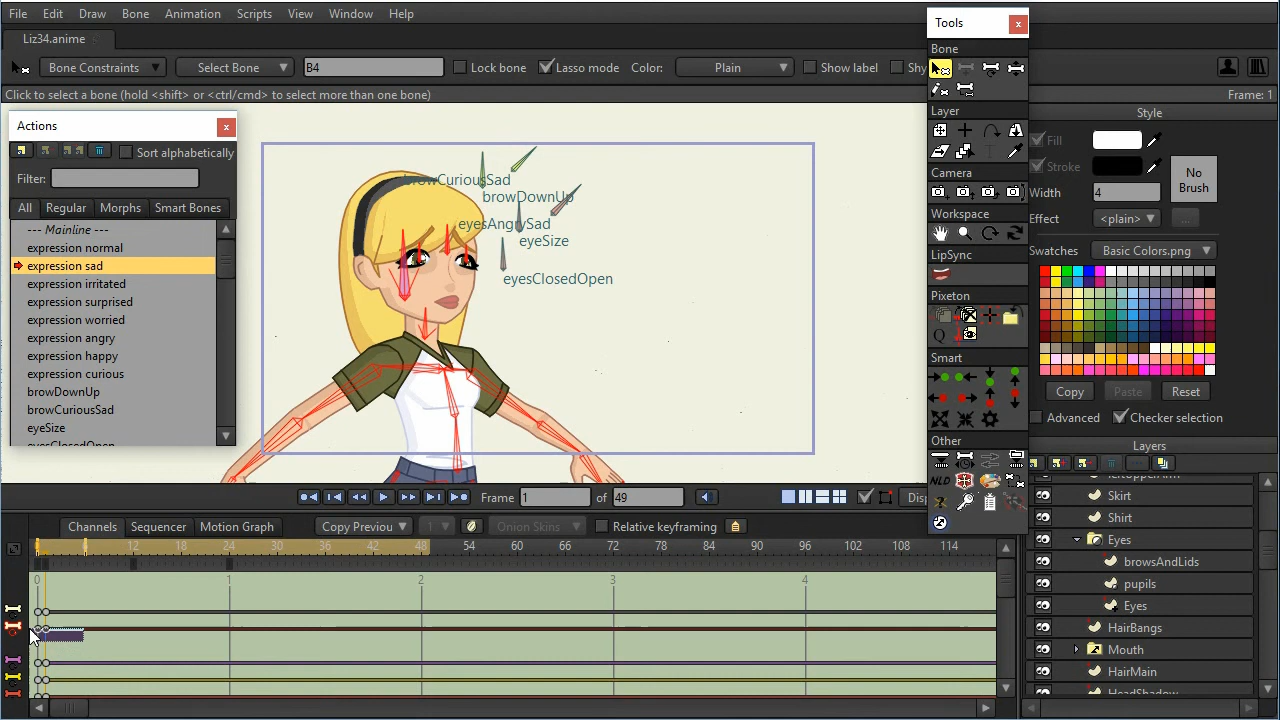 File Edit Draw Bone Animation Scripts View Window Help
Liz34.anime
Bone Constraints Select Bone B4 Lock bone Lasso mode Color: Plain Show label
Click to select a bone (hold <shift> or <ctrl/cmd> to select more than one bone)
Frame: 1
Actions
Sort alphabetically
Filter:
All Regular Morphs Smart Bones
--- Mainline ---
expression normal
expression sad
expression irritated
expression surprised
expression worried
expression angry
expression happy
expression curious
browDownUp
browCuriousSad
eyeSize
eyesClosedOpen
browCuriousSad
browDownUp
eyesAngrySad
eyeSize
eyesClosedOpen
Tools
Bone
Layer
Camera
Workspace
LipSync
Pixeton
Smart
Other
NLD
Style
Fill
Stroke
No Brush
Width 4
Effect <plain> ...
Swatches Basic Colors.png
Copy Paste Reset
Advanced Checker selection
Layers
Skirt
Shirt
Eyes
browsAndLids
pupils
Eyes
HairBangs
Mouth
HairMain
HeadShadow
Frame 1 of 49
Channels Sequencer Motion Graph Copy Previou 1 Onion Skins Relative keyframing
0 12 18 24 30 36 42 48 54 60 66 72 78 84 90 96 102 108 114
0 1 2 3 4